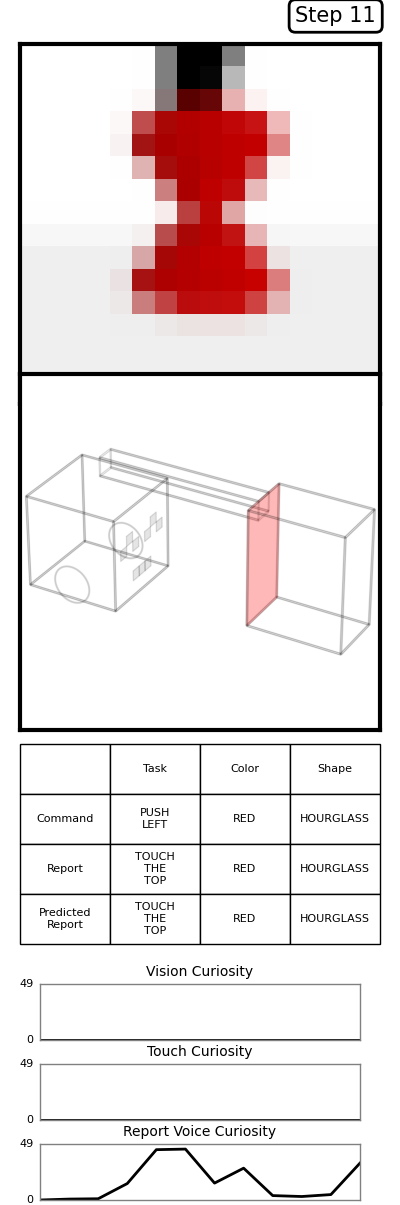 Step 11
Task Color Shape
Command PUSH LEFT RED HOURGLASS
Report TOUCH THE TOP RED HOURGLASS
Predicted Report TOUCH THE TOP RED HOURGLASS
Vision Curiosity
49
0
Touch Curiosity
49
0
Report Voice Curiosity
49
0